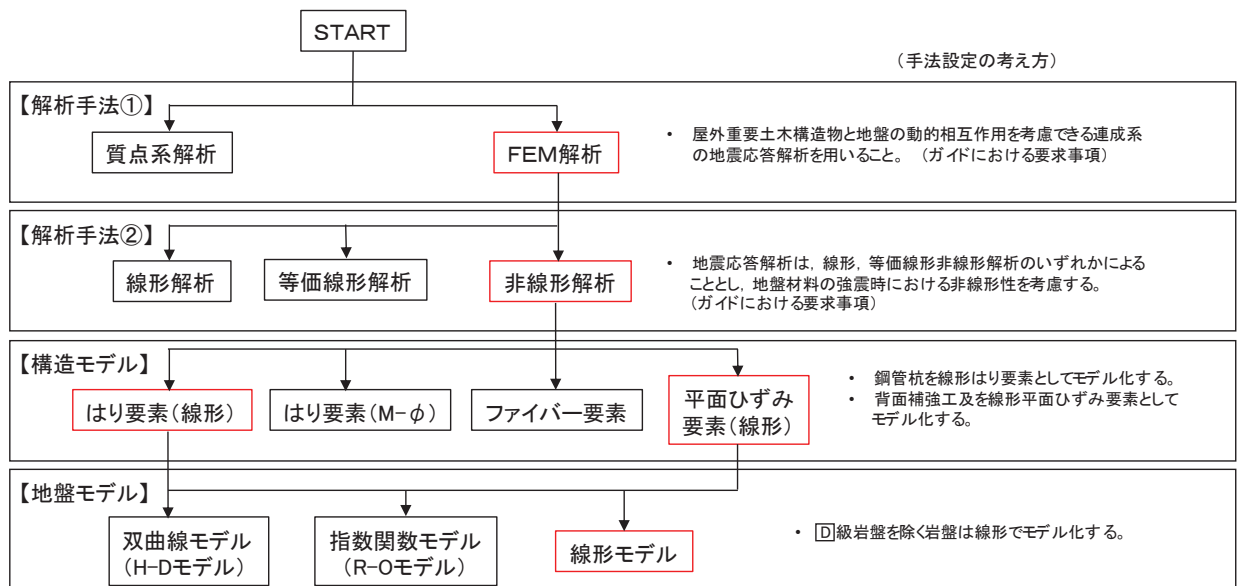 START
(手法設定の考え方)
【解析手法①】
質点系解析
FEM解析
・ 屋外重要土木構造物と地盤の動的相互作用を考慮できる連成系
の地震応答解析を用いること。 (ガイドにおける要求事項)
【解析手法②】
線形解析
等価線形解析
非線形解析
・ 地震応答解析は, 線形, 等価線形非線形解析のいずれかによる
こととし, 地盤材料の強震時における非線形性を考慮する。
(ガイドにおける要求事項)
【構造モデル】
はり要素(線形)
はり要素(M-φ)
ファイバー要素
平面ひずみ
要素(線形)
・ 鋼管杭を線形はり要素としてモデル化する。
・ 背面補強工及を線形平面ひずみ要素として
モデル化する。
【地盤モデル】
双曲線モデル
(H-Dモデル)
指数関数モデル
(R-Oモデル)
線形モデル
・ D級岩盤を除く岩盤は線形でモデル化する。